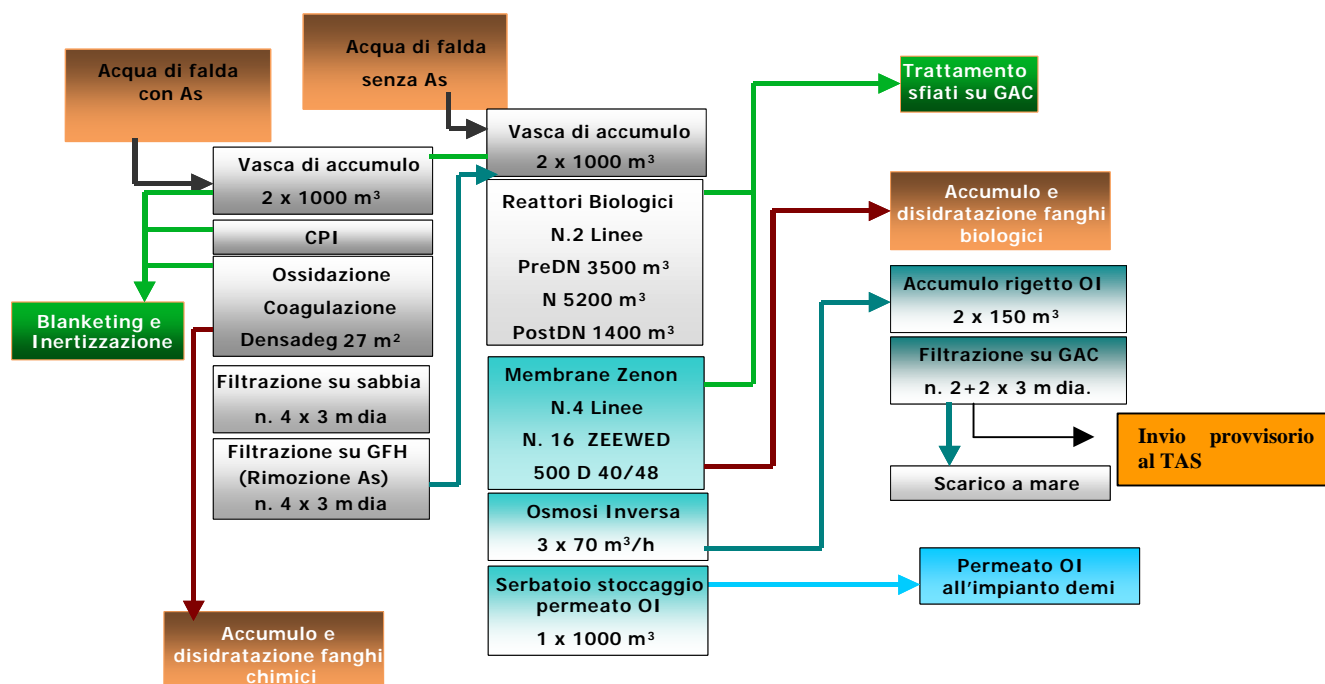 Acqua di falda
con As
Acqua di falda
senza As
Vasca di accumulo
2 x 1000 m³
CPI
Ossidazione
Coagulazione
Densadeg 27 m²
Filtrazione su sabbia
n. 4 x 3 m dia
Filtrazione su GFH
(Rimozione As)
n. 4 x 3 m dia
Blanketing e
Inertizzazione
Accumulo e
disidratazione fanghi
chimici
Vasca di accumulo
2 x 1000 m³
Reattori Biologici
N.2 Linee
PreDN 3500 m³
N 5200 m³
PostDN 1400 m³
Membrane Zenon
N.4 Linee
N. 16 ZEEWED
500 D 40/48
Osmosi Inversa
3 x 70 m³/h
Serbatoio stoccaggio
permeato OI
1 x 1000 m³
Trattamento
sfiati su GAC
Accumulo e
disidratazione fanghi
biologici
Accumulo rigetto OI
2 x 150 m³
Filtrazione su GAC
n. 2+2 x 3 m dia.
Invio provvisorio
al TAS
Scarico a mare
Permeato OI
all'impianto demi